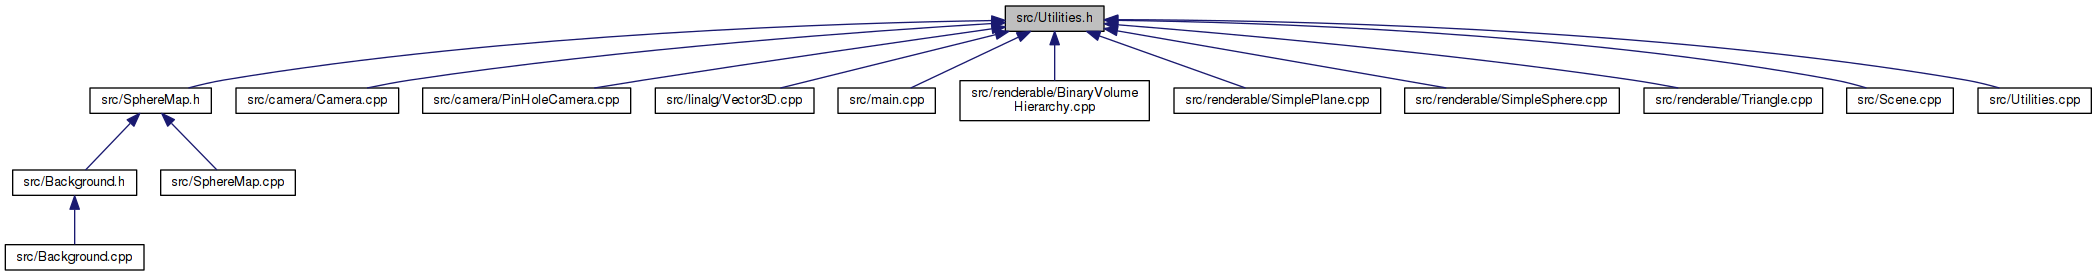 src/Utilities.h
src/SphereMap.h
src/camera/Camera.cpp
src/camera/PinHoleCamera.cpp
src/linalg/Vector3D.cpp
src/main.cpp
src/renderable/BinaryVolume
Hierarchy.cpp
src/renderable/SimplePlane.cpp
src/renderable/SimpleSphere.cpp
src/renderable/Triangle.cpp
src/Scene.cpp
src/Utilities.cpp
src/Background.h
src/SphereMap.cpp
src/Background.cpp